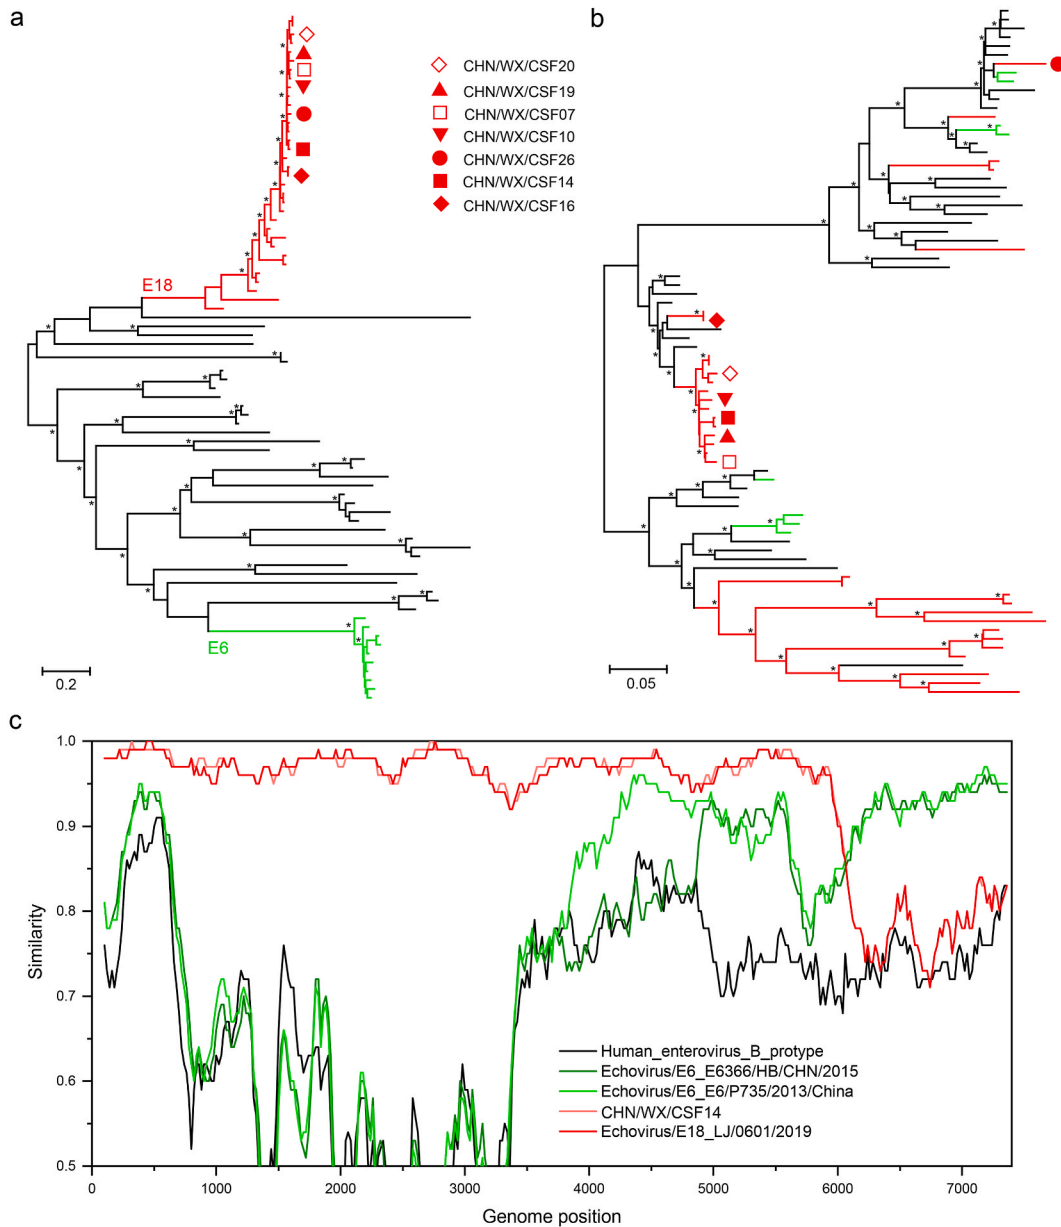 a
CHN/WX/CSF20
CHN/WX/CSF19
CHN/WX/CSF07
CHN/WX/CSF10
CHN/WX/CSF26
CHN/WX/CSF14
CHN/WX/CSF16
E18
E6
0.2
b
0.05
c
1.0
0.9
0.8
0.7
0.6
0.5
Similarity
0 1000 2000 3000 4000 5000 6000 7000
Genome position
Human_enterovirus_B_protype
Echovirus/E6_E6366/HB/CHN/2015
Echovirus/E6_E6/P735/2013/China
CHN/WX/CSF14
Echovirus/E18_LJ/0601/2019